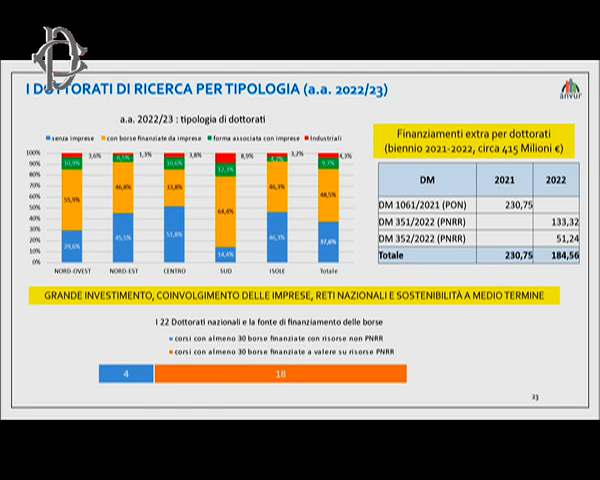 I DOTTORATI DI RICERCA PER TIPOLOGIA (a.a. 2022/23)
anvur
a.a. 2022/23 : tipologia di dottorati
senza imprese
con borse finanziate da imprese
forma associata con imprese
Industriali
100%
90%
80%
70%
60%
50%
40%
30%
20%
10%
0%
3,6% 1,3% 3,8% 8,9% 3,2% 4,3%
10,9% 6,5% 10,6% 12,3% 4,2% 9,7%
55,9% 46,8% 33,8% 64,4% 46,3% 48,5%
29,6% 45,5% 51,8% 14,4% 46,3% 37,6%
NORD-OVEST NORD-EST CENTRO SUD ISOLE Totale
Finanziamenti extra per dottorati
(biennio 2021-2022, circa 415 Milioni €)
DM 2021 2022
DM 1061/2021 (PON) 230,75
DM 351/2022 (PNRR) 133,32
DM 352/2022 (PNRR) 51,24
Totale 230,75 184,56
GRANDE INVESTIMENTO, COINVOLGIMENTO DELLE IMPRESE, RETI NAZIONALI E SOSTENIBILITÀ A MEDIO TERMINE
I 22 Dottorati nazionali e la fonte di finanziamento delle borse
corsi con almeno 30 borse finanziate con risorse non PNRR
corsi con almeno 30 borse finanziate a valere su risorse PNRR
4 18
23